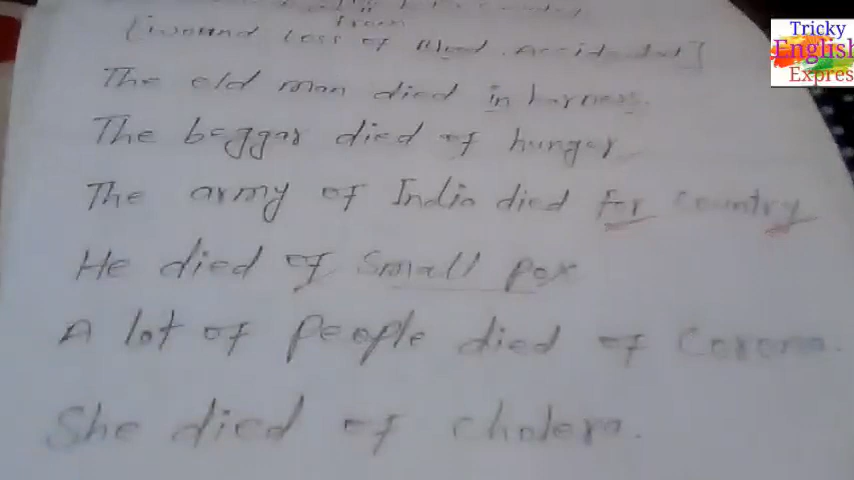 from
(wound loss of Blood. Accident]
The old man died in harness.
The beggar died of hunger
The army of India died for country
He died of small pox
A lot of people died of corona.
She died of cholera.
Tricky
English
Expres